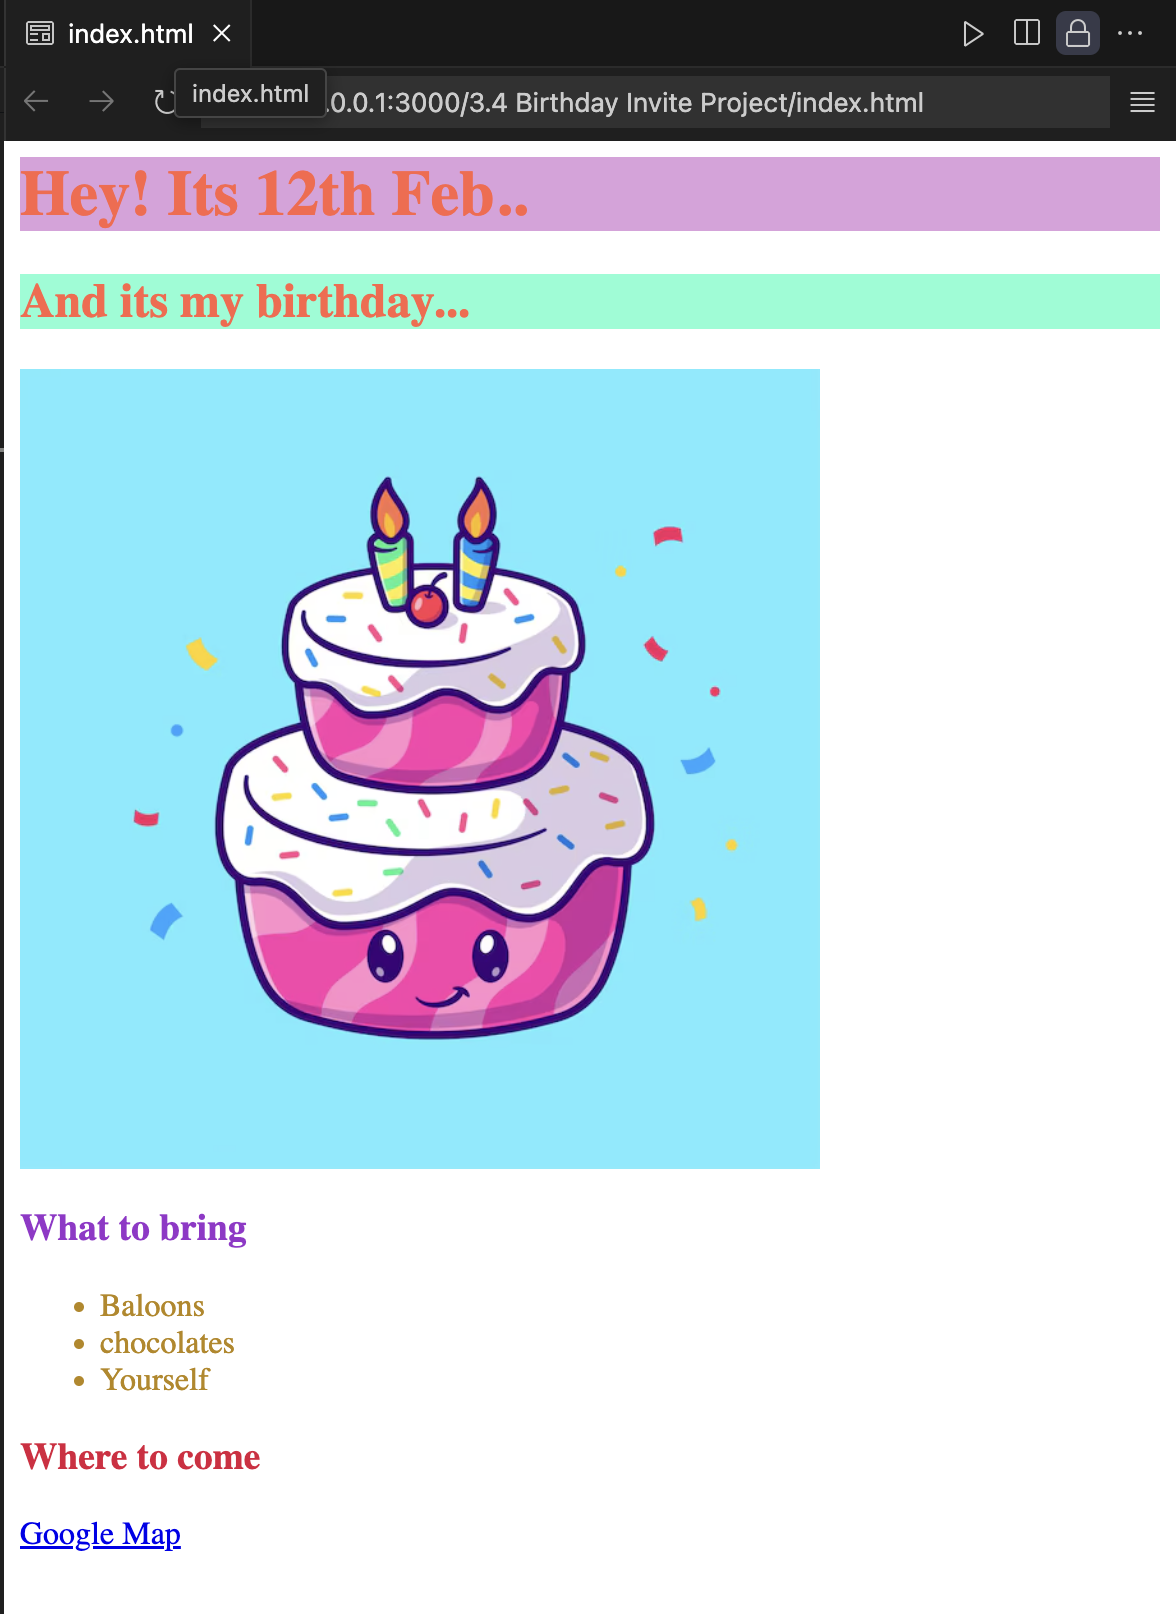 index.html
index.html
.0.0.1:3000/3.4 Birthday Invite Project/index.html
Hey! Its 12th Feb..
And its my birthday...
What to bring
Baloons
chocolates
Yourself
Where to come
Google Map